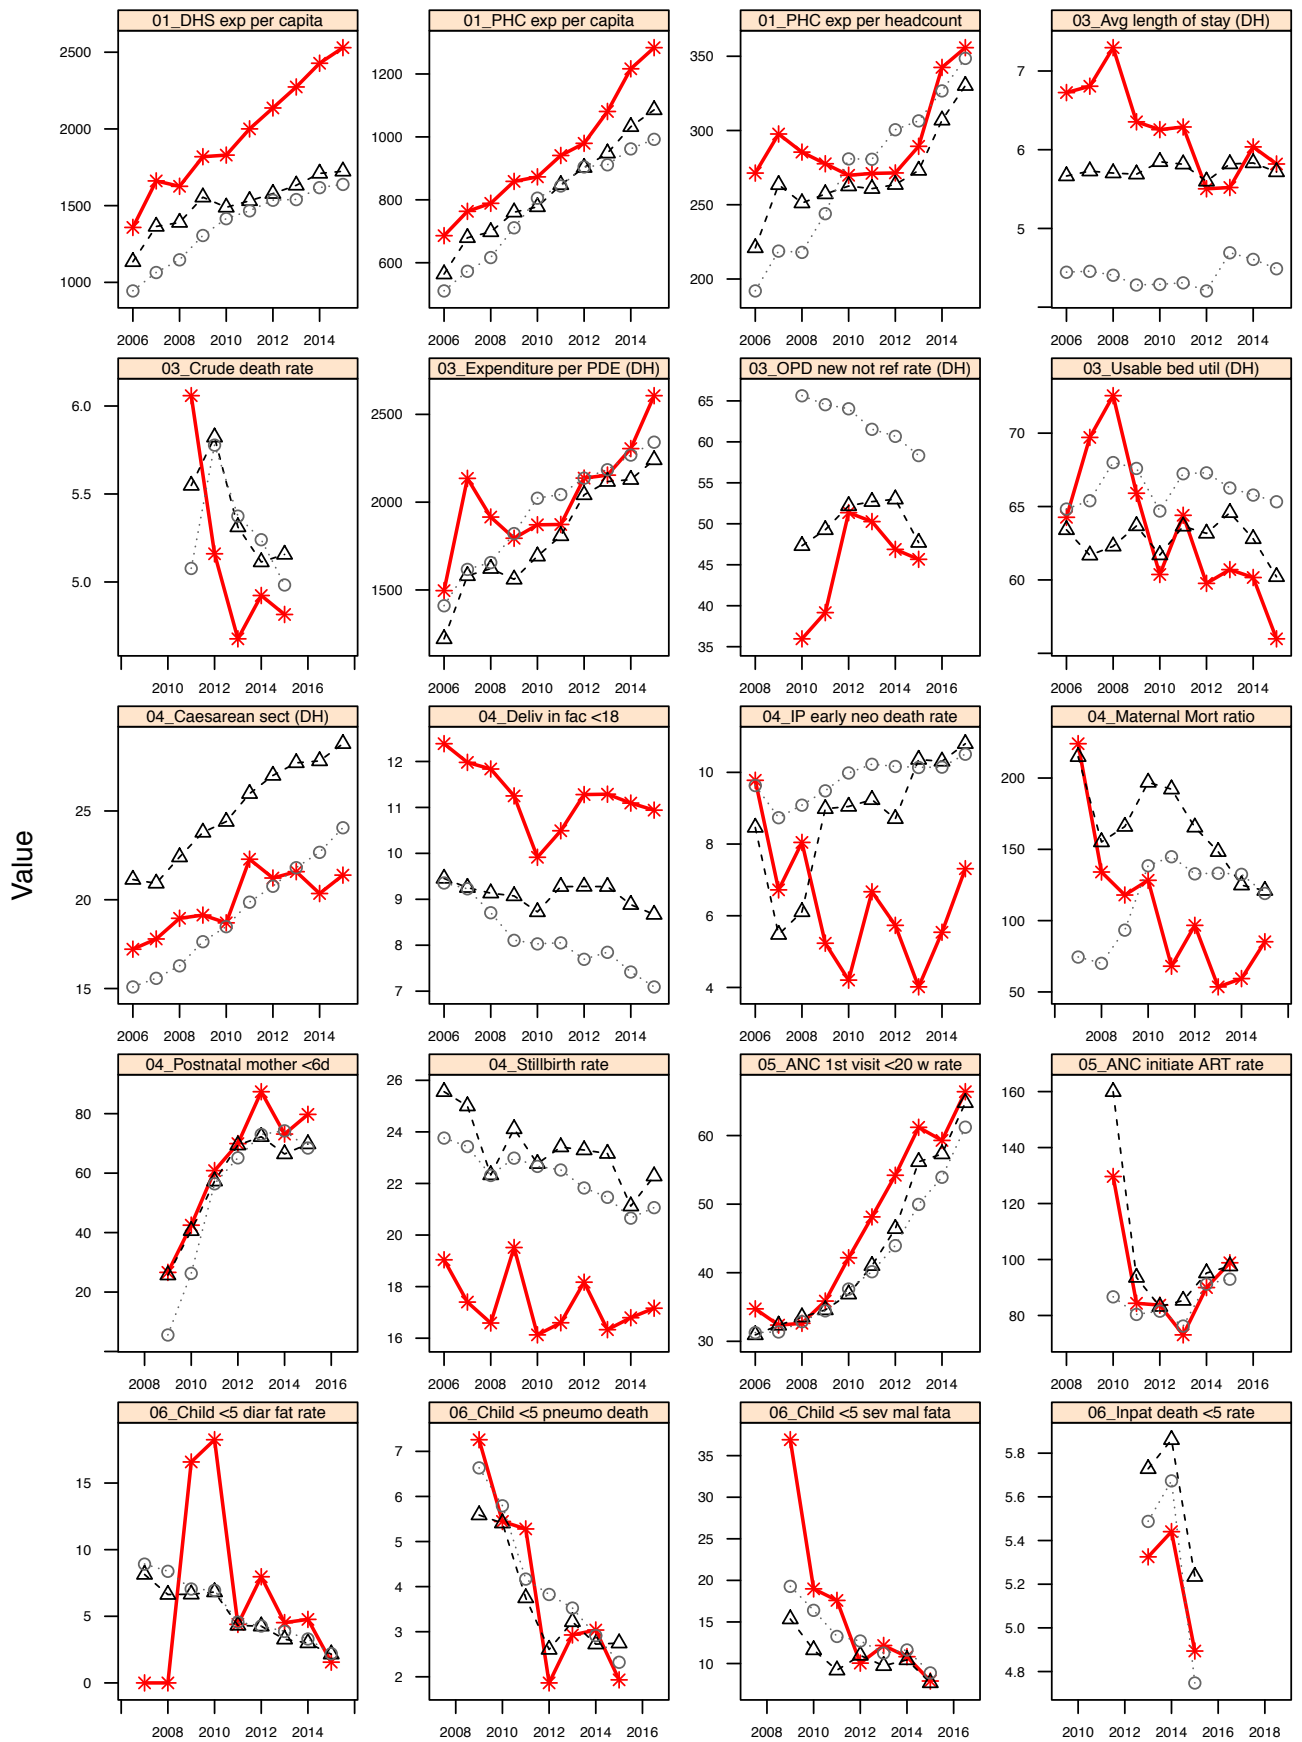 01_DHS exp per capita
2500
2000
1500
1000
2006 2008 2010 2012 2014
01_PHC exp per capita
1200
1000
800
600
2006 2008 2010 2012 2014
01_PHC exp per headcount
350
300
250
200
2006 2008 2010 2012 2014
03_Avg length of stay (DH)
7
6
5
2006 2008 2010 2012 2014
03_Crude death rate
6.0
5.5
5.0
2010 2012 2014 2016
03_Expenditure per PDE (DH)
2500
2000
1500
2006 2008 2010 2012 2014
03_OPD new not ref rate (DH)
65
60
55
50
45
40
35
2008 2010 2012 2014 2016
03_Usable bed util (DH)
70
65
60
2006 2008 2010 2012 2014
Value
04_Caesarean sect (DH)
25
20
15
2006 2008 2010 2012 2014
04_Deliv in fac <18
12
11
10
9
8
7
2006 2008 2010 2012 2014
04_IP early neo death rate
10
8
6
4
2006 2008 2010 2012 2014
04_Maternal Mort ratio
200
150
100
50
2008 2010 2012 2014
04_Postnatal mother <6d
80
60
40
20
2008 2010 2012 2014 2016
04_Stillbirth rate
26
24
22
20
18
16
2006 2008 2010 2012 2014
05_ANC 1st visit <20 w rate
60
50
40
30
2006 2008 2010 2012 2014
05_ANC initiate ART rate
160
140
120
100
80
2008 2010 2012 2014 2016
06_Child <5 diar fat rate
15
10
5
0
2008 2010 2012 2014
06_Child <5 pneumo death
7
6
5
4
3
2
2008 2010 2012 2014 2016
06_Child <5 sev mal fata
35
30
25
20
15
10
2008 2010 2012 2014 2016
06_Inpat death <5 rate
5.8
5.6
5.4
5.2
5.0
4.8
2010 2012 2014 2016 2018